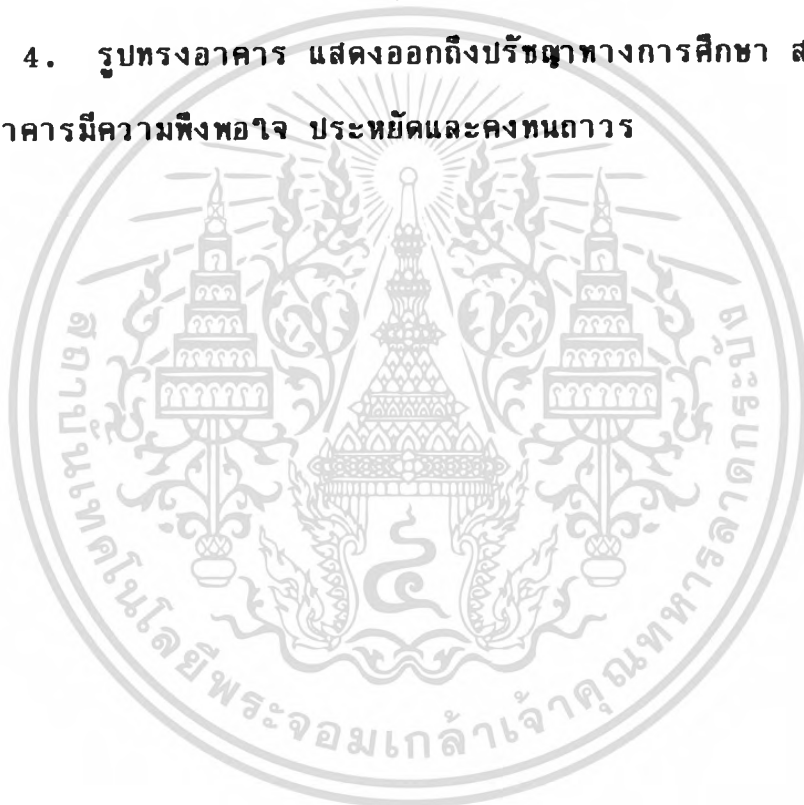 4. รูปทรงอาคาร แสดงออกถึงปรัชญาทางการศึกษา
าคารมีความพึงพอใจ ประหยัดและคงทนถาวร
สถาบันเทคโนโลยีพระจอมเกล้าเจ้าคุณทหารลาดกระบัง